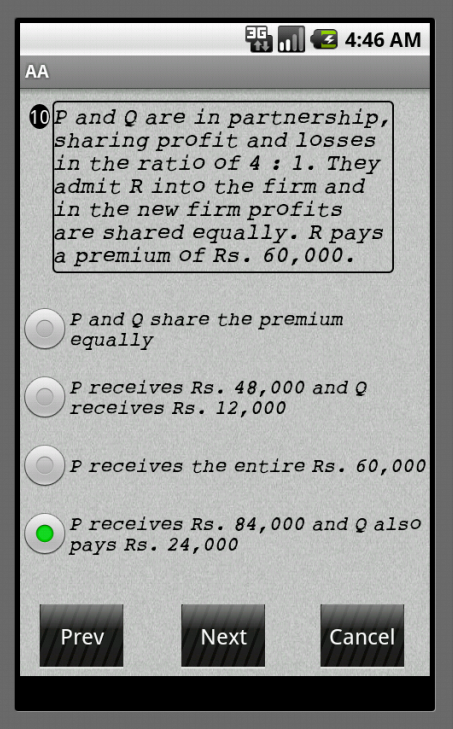 3G 4:46 AM
AA
10 P and Q are in partnership,
sharing profit and losses
in the ratio of 4 : 1. They
admit R into the firm and
in the new firm profits
are shared equally. R pays
a premium of Rs. 60,000.
P and Q share the premium
equally
P receives Rs. 48,000 and Q
receives Rs. 12,000
P receives the entire Rs. 60,000
P receives Rs. 84,000 and Q also
pays Rs. 24,000
Prev Next Cancel